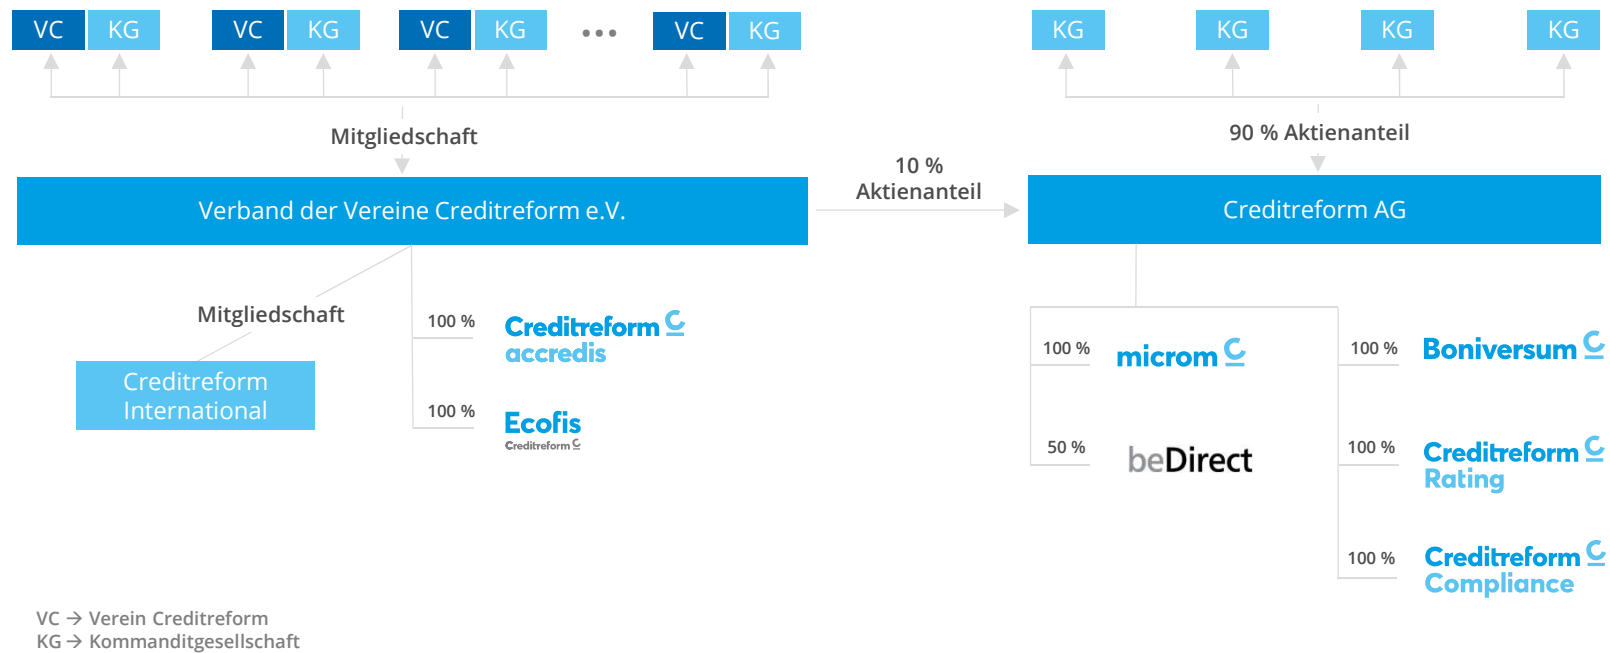 VC KG VC KG VC KG ... VC KG
KG KG KG KG
Mitgliedschaft
90 % Aktienanteil
10 %
Aktienanteil
Verband der Vereine Creditreform e.V.
Creditreform AG
Mitgliedschaft
Creditreform
International
100 %
Creditreform
accredis
100 %
Ecofis
Creditreform
100 %
microm
50 %
beDirect
100 %
Boniversum
100 %
Creditreform
Rating
100 %
Creditreform
Compliance
VC → Verein Creditreform
KG → Kommanditgesellschaft